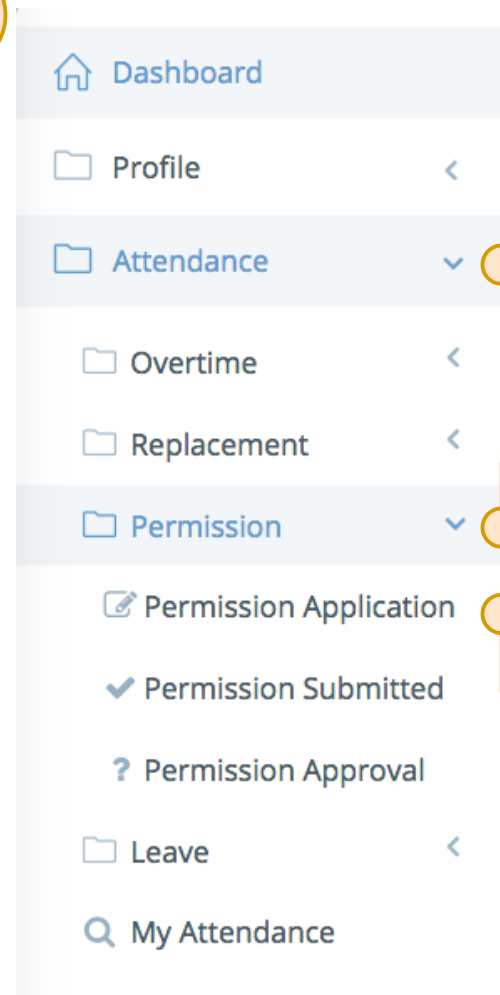 Dashboard
Profile
Attendance
Overtime
Replacement
Permission
Permission Application
Permission Submitted
? Permission Approval
Leave
My Attendance